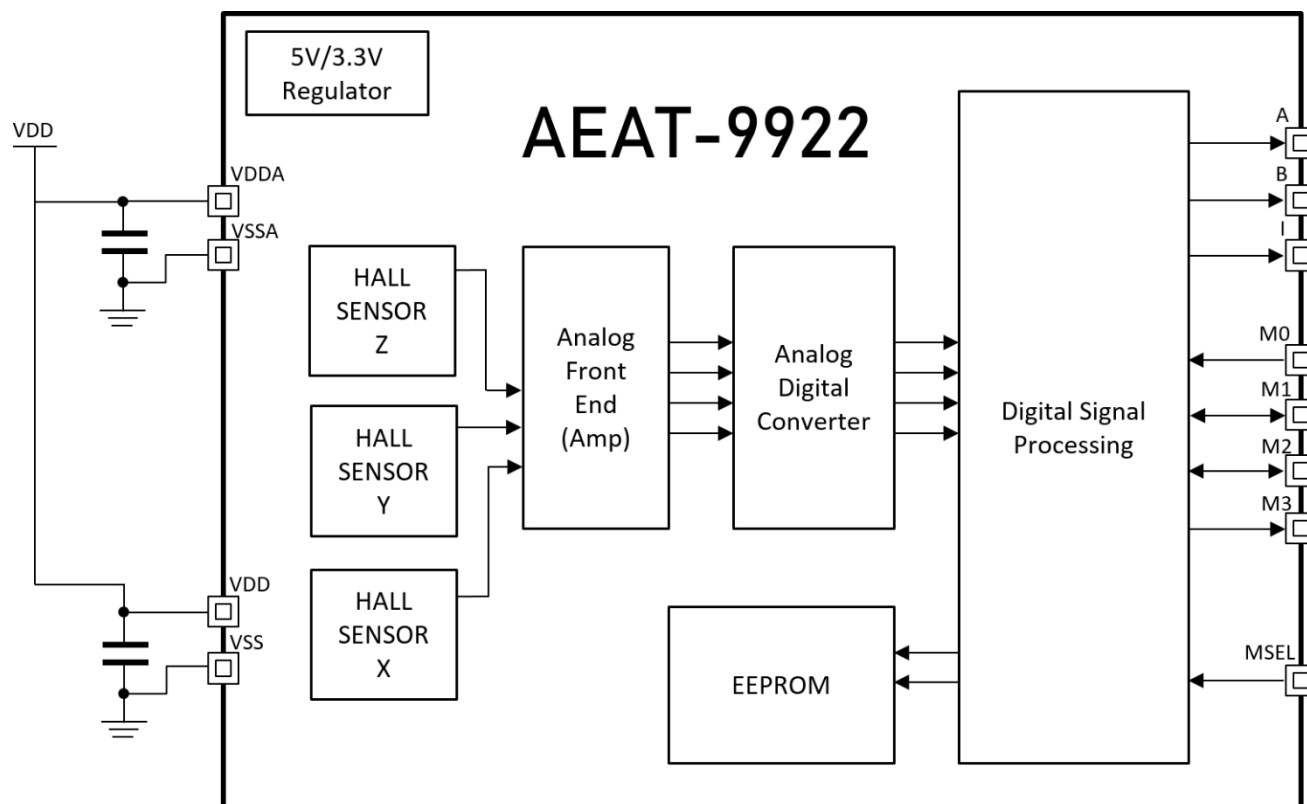 5V/3.3V
Regulator
AEAT-9922
VDD
VDDA
VSSA
HALL
SENSOR
Z
HALL
SENSOR
Y
HALL
SENSOR
X
Analog
Front
End
(Amp)
Analog
Digital
Converter
Digital Signal
Processing
EEPROM
VDD
VSS
A
B
I
M0
M1
M2
M3
MSEL